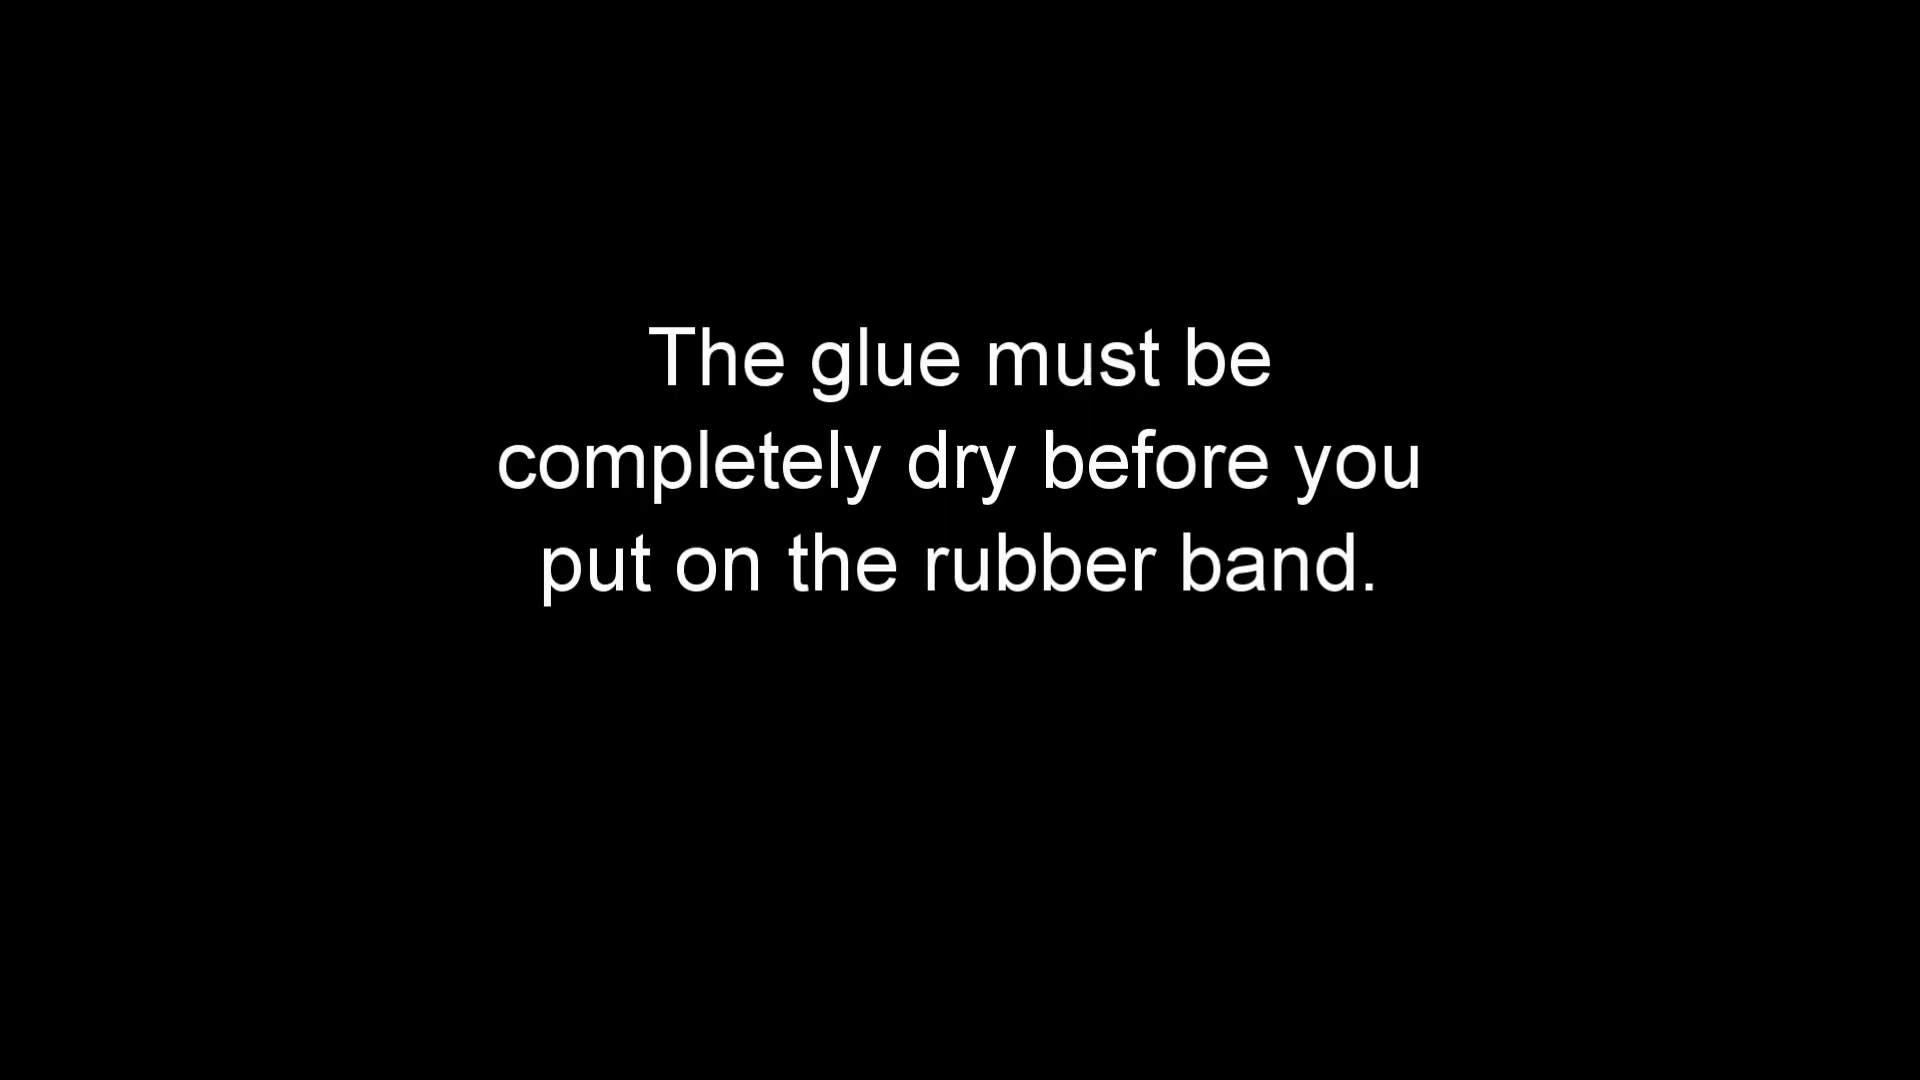 The glue must be
completely dry before you
put on the rubber band.